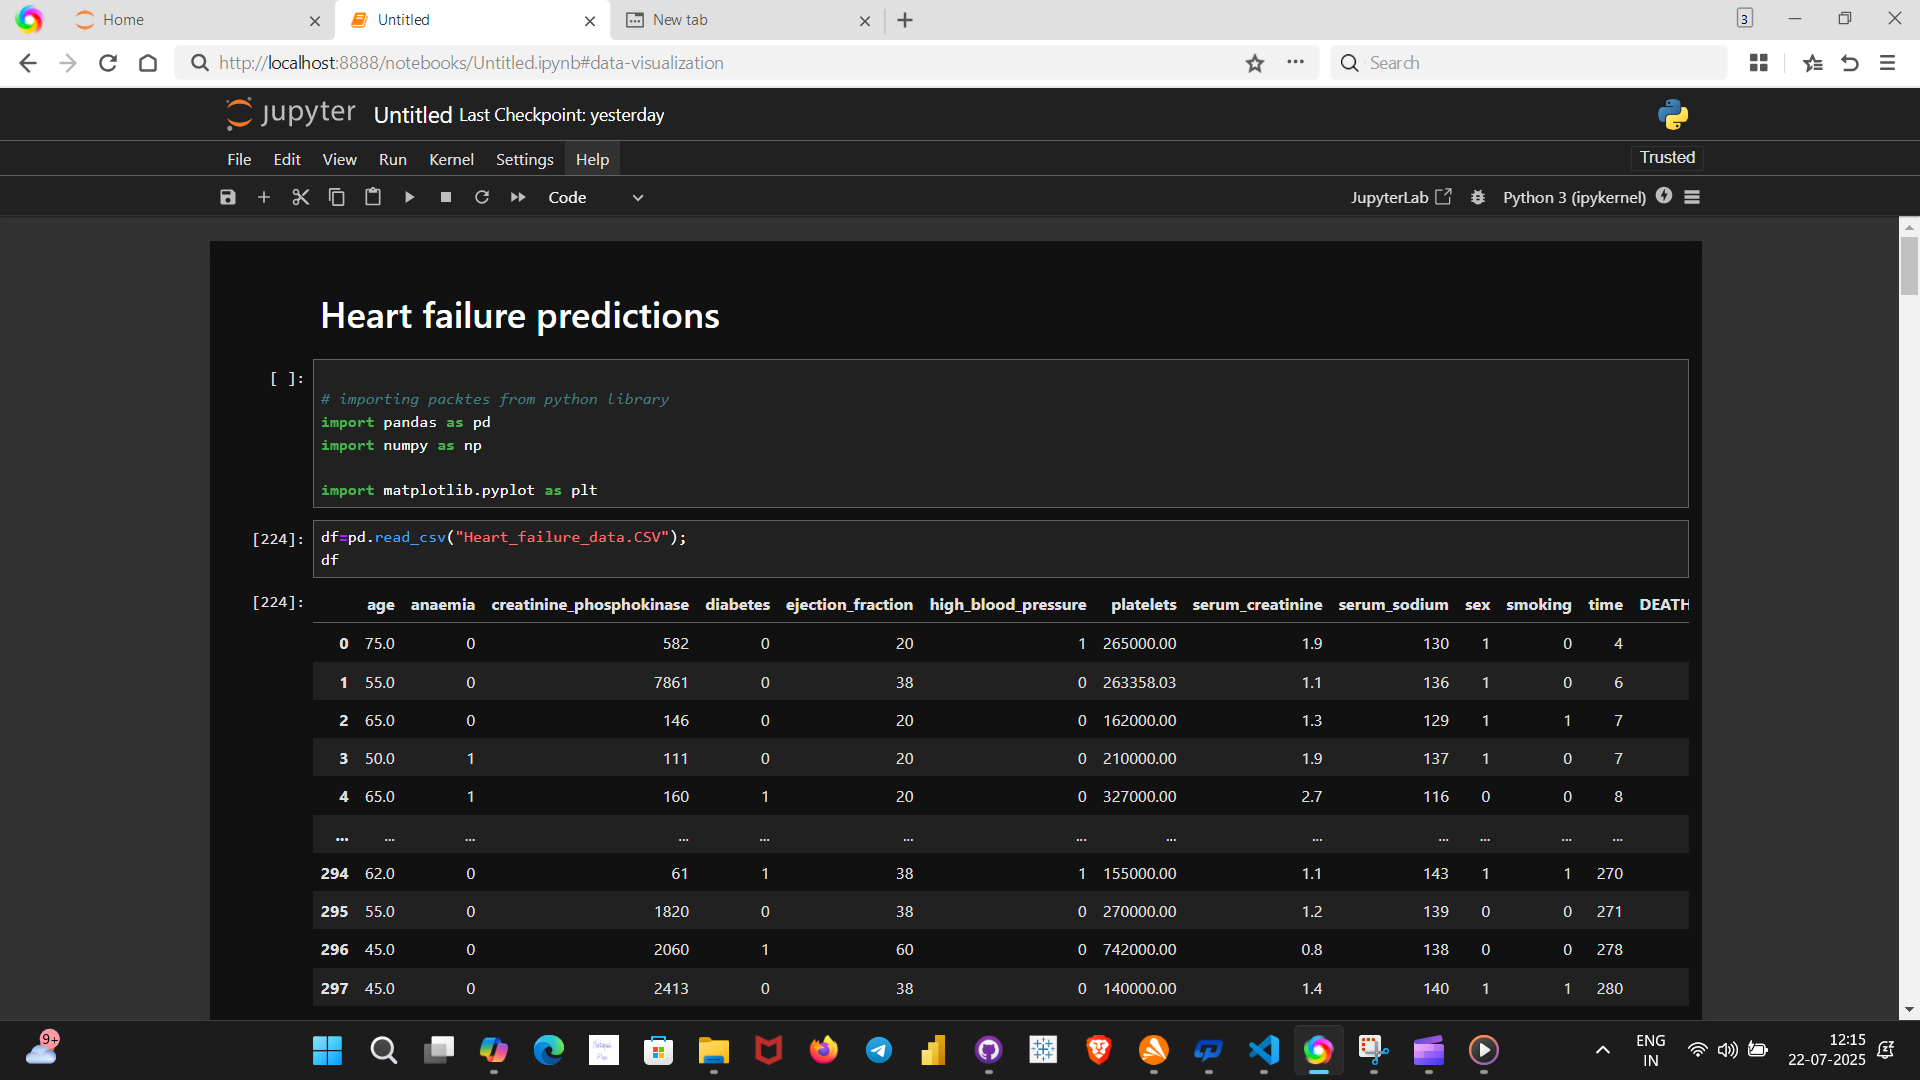 Home
Untitled
New tab
3
http://localhost:8888/notebooks/Untitled.ipynb#data-visualization
Search
jupyter Untitled Last Checkpoint: yesterday
File Edit View Run Kernel Settings Help
Trusted
Code
JupyterLab
Python 3 (ipykernel)
Heart failure predictions
[ ]:
# importing packtes from python library
import pandas as pd
import numpy as np
import matplotlib.pyplot as plt
[224]:
df=pd.read_csv("Heart_failure_data.CSV");
df
[224]:
age anaemia creatinine_phosphokinase diabetes ejection_fraction high_blood_pressure platelets serum_creatinine serum_sodium sex smoking time DEATH
0 75.0 0 582 0 20 1 265000.00 1.9 130 1 0 4
1 55.0 0 7861 0 38 0 263358.03 1.1 136 1 0 6
2 65.0 0 146 0 20 0 162000.00 1.3 129 1 1 7
3 50.0 1 111 0 20 0 210000.00 1.9 137 1 0 7
4 65.0 1 160 1 20 0 327000.00 2.7 116 0 0 8
... ... ... ... ... ... ... ... ... ... ... ... ...
294 62.0 0 61 1 38 1 155000.00 1.1 143 1 1 270
295 55.0 0 1820 0 38 0 270000.00 1.2 139 0 0 271
296 45.0 0 2060 1 60 0 742000.00 0.8 138 0 0 278
297 45.0 0 2413 0 38 0 140000.00 1.4 140 1 1 280
9+
ENG
IN
12:15
22-07-2025